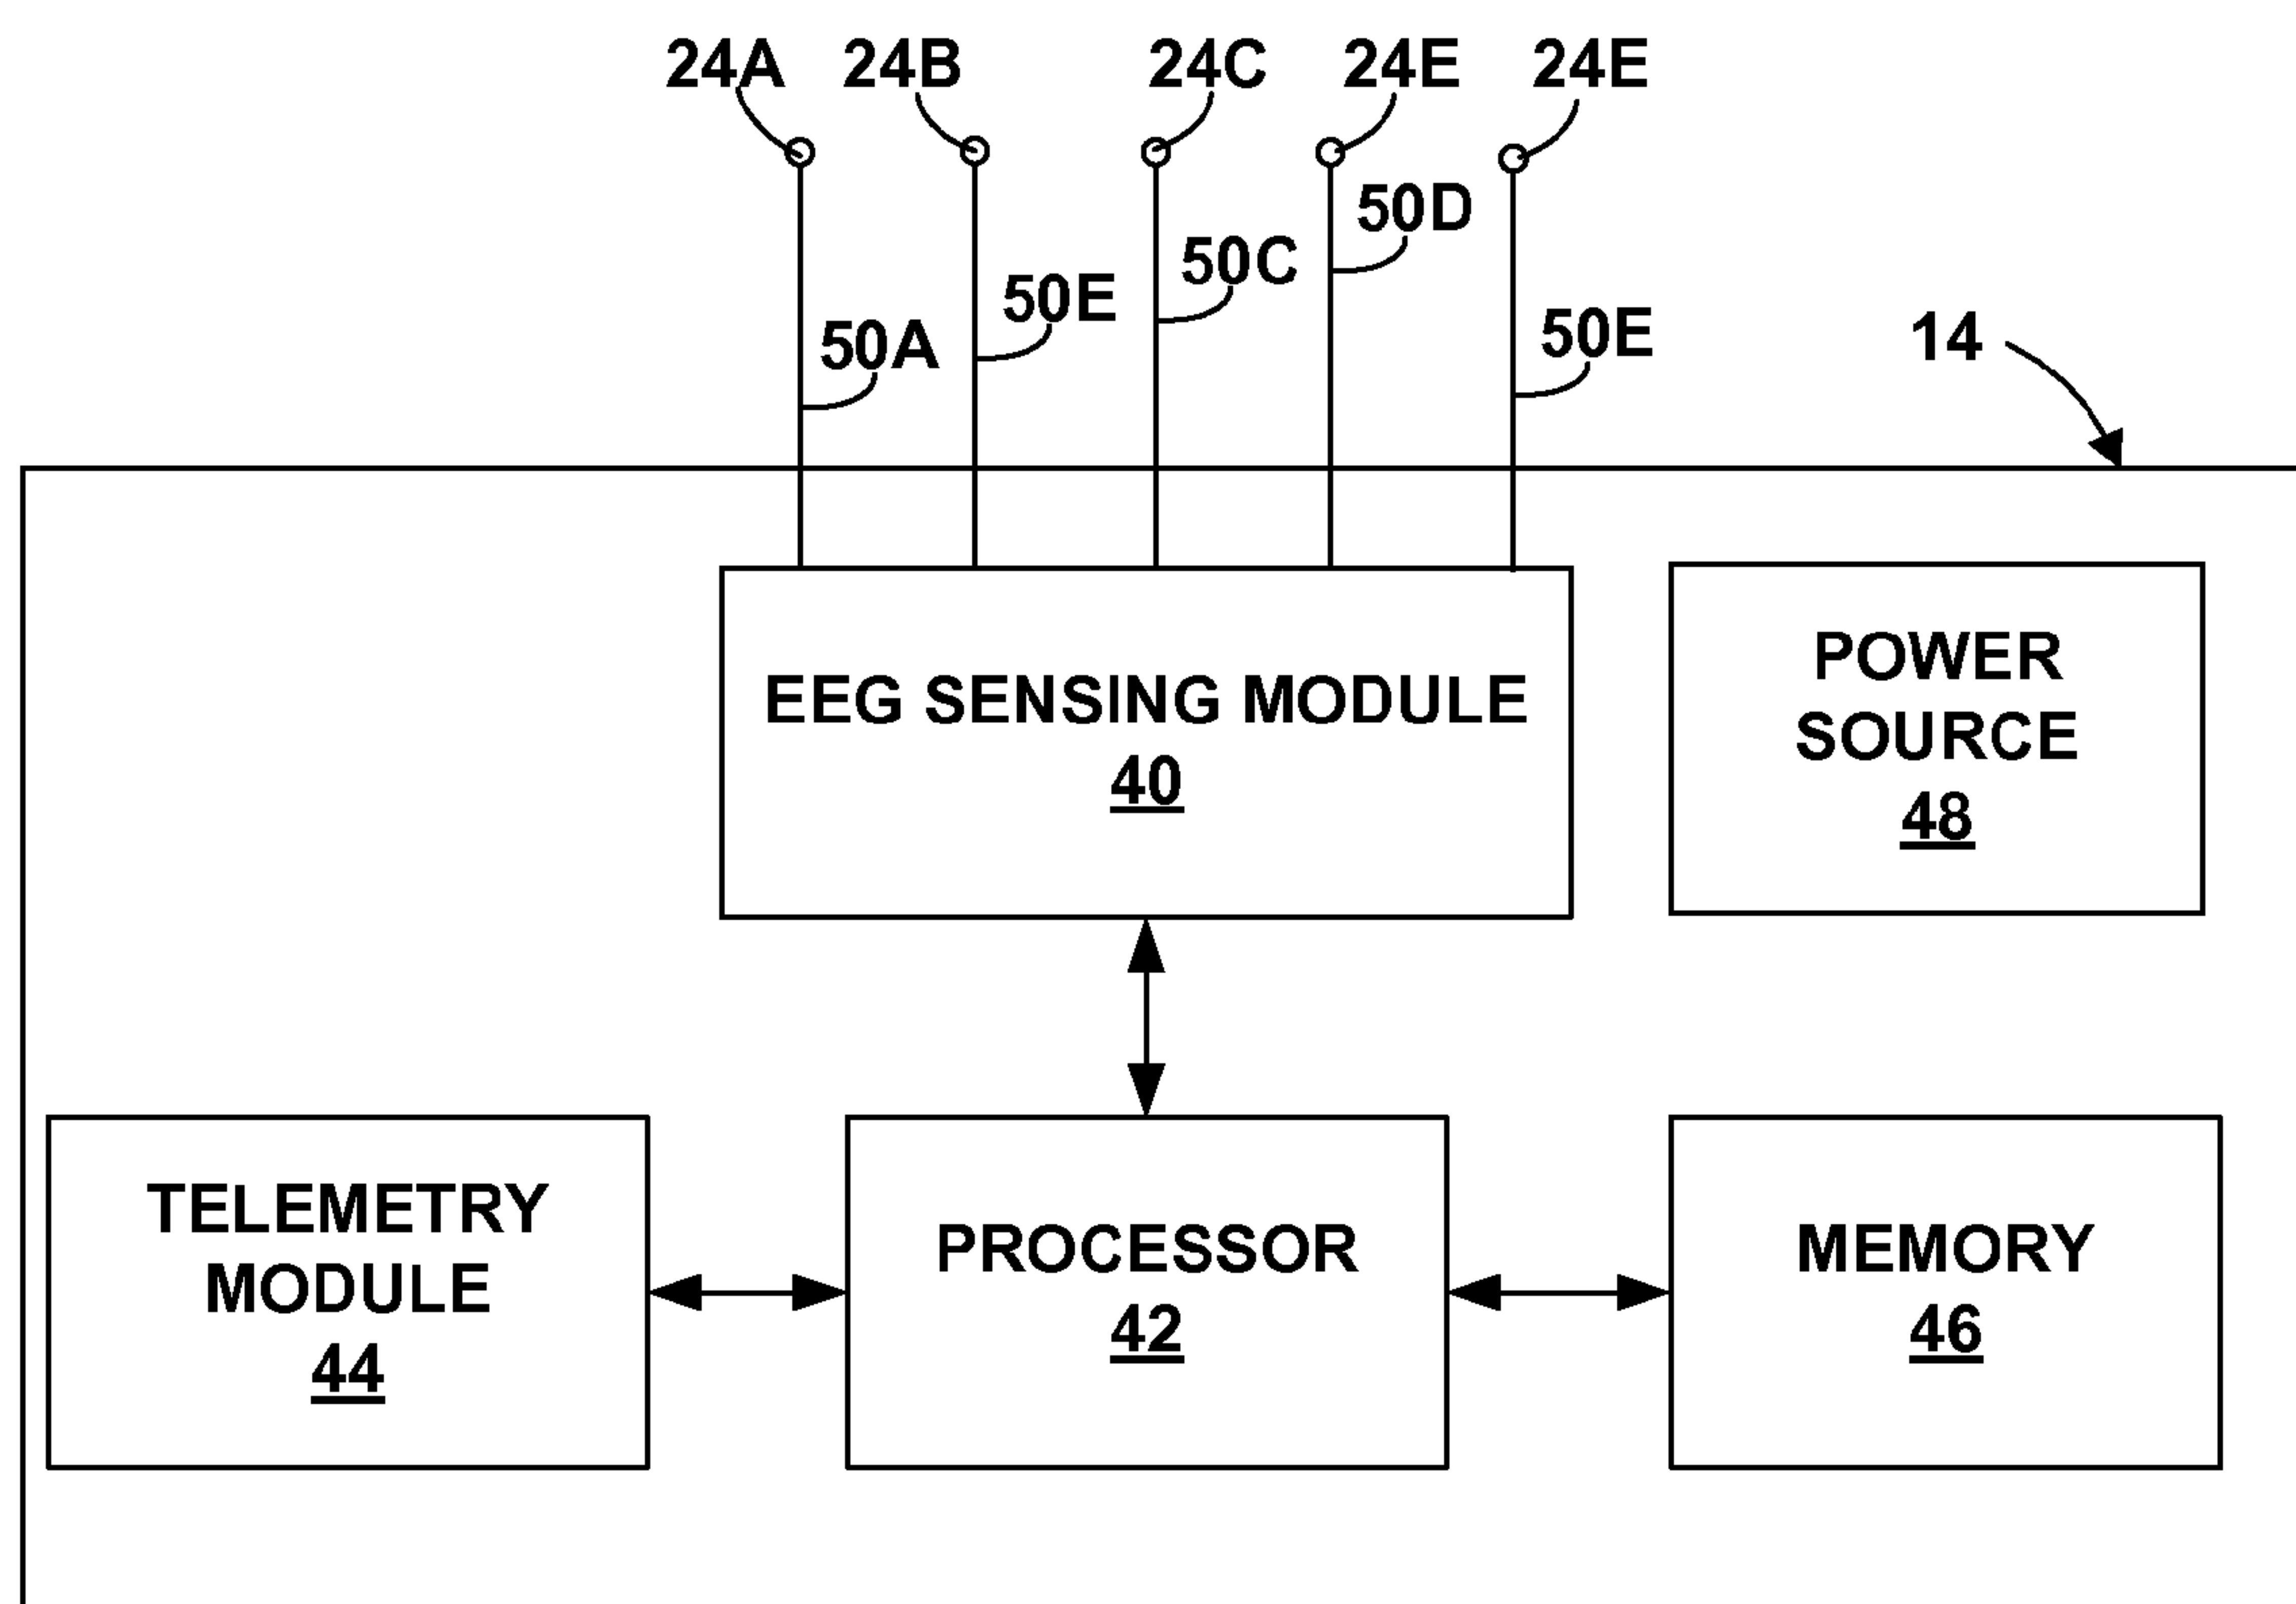 24A 24B 24C 24E 24E
50D
50C
50E
50A
50E
14
EEG SENSING MODULE
40
POWER
SOURCE
48
TELEMETRY
MODULE
44
PROCESSOR
42
MEMORY
46